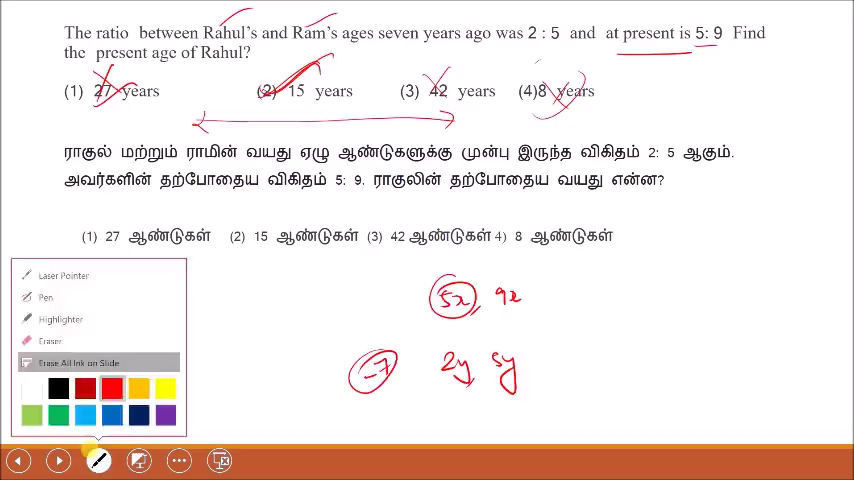 The ratio between Rahul's and Ram's ages seven years ago was 2 : 5 and at present is 5: 9 Find
the present age of Rahul?
(1) 27 years (2) 15 years (3) 42 years (4)8 years
ராகுல் மற்றும் ராமின் வயது ஏழு ஆண்டுகளுக்கு முன்பு இருந்த விகிதம் 2: 5 ஆகும்.
அவர்களின் தற்போதைய விகிதம் 5: 9. ராகுலின் தற்போதைய வயது என்ன?
(1) 27 ஆண்டுகள் (2) 15 ஆண்டுகள் (3) 42 ஆண்டுகள் 4) 8 ஆண்டுகள்
Laser Pointer
Pen
Highlighter
Eraser
Erase All Ink on Slide
5x, 9x
-7 2y, 5y